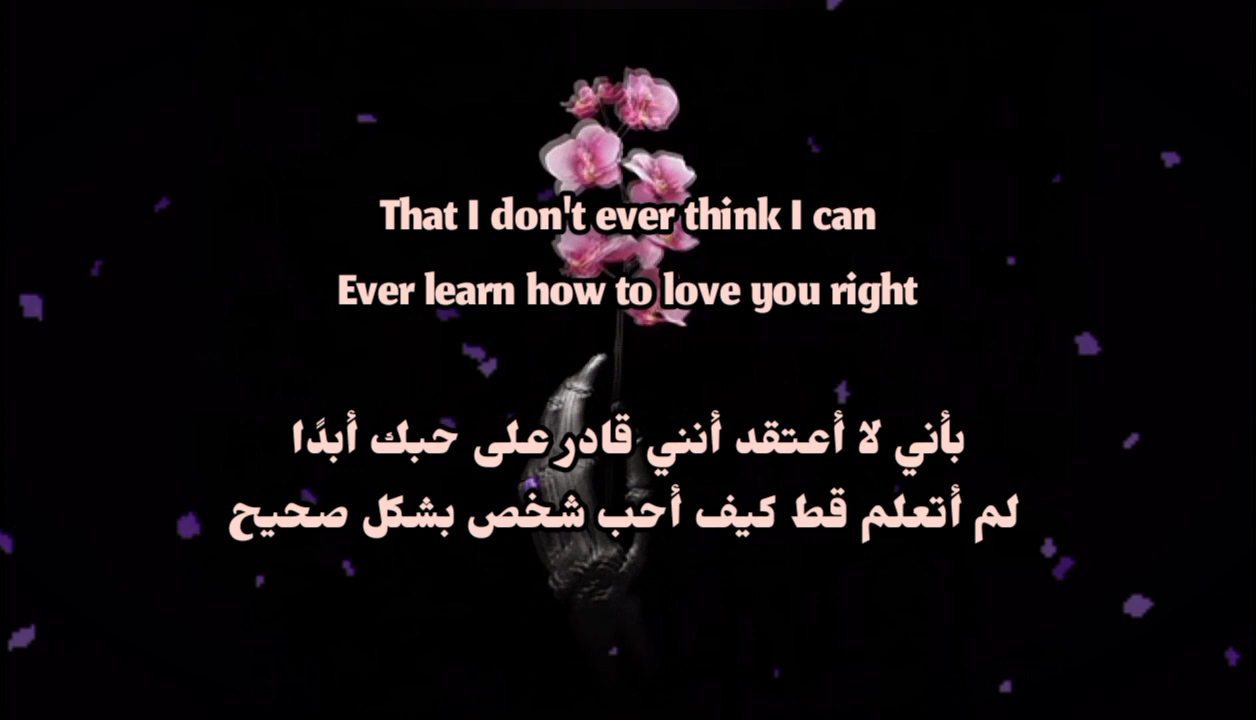 That I don't ever think I can
Ever learn how to love you right
بأني لا أعتقد أنني قادر على حبك أبدًا
لم أتعلم قط كيف أحب شخص بشكل صحيح